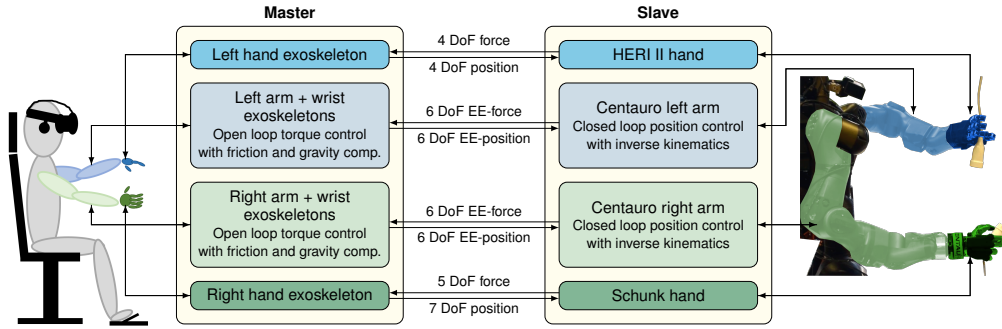 Master
Slave
Left hand exoskeleton
4 DoF force
4 DoF position
HERI II hand
Left arm + wrist
exoskeletons
Open loop torque control
with friction and gravity comp.
6 DoF EE-force
6 DoF EE-position
Centauro left arm
Closed loop position control
with inverse kinematics
Right arm + wrist
exoskeletons
Open loop torque control
with friction and gravity comp.
6 DoF EE-force
6 DoF EE-position
Centauro right arm
Closed loop position control
with inverse kinematics
Right hand exoskeleton
5 DoF force
7 DoF position
Schunk hand